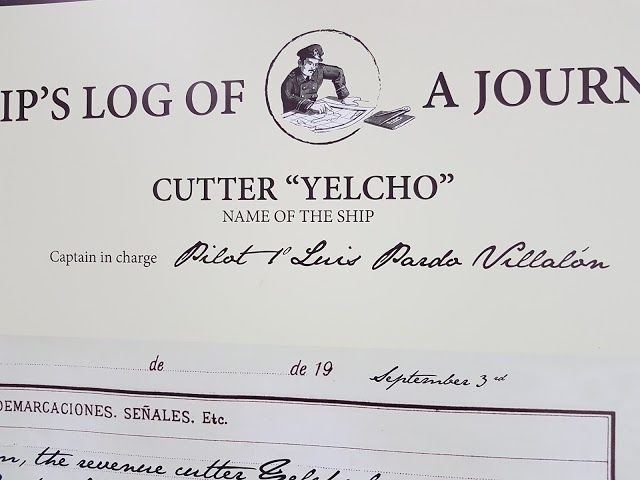 IP'S LOG OF A JOURN
CUTTER "YELCHO"
NAME OF THE SHIP
Captain in charge Pilot 1º Luis Pardo Villalón
de de 19 September 3rd
DEMARCACIONES. SEÑALES, Etc.
the revenue cutter Yelcho